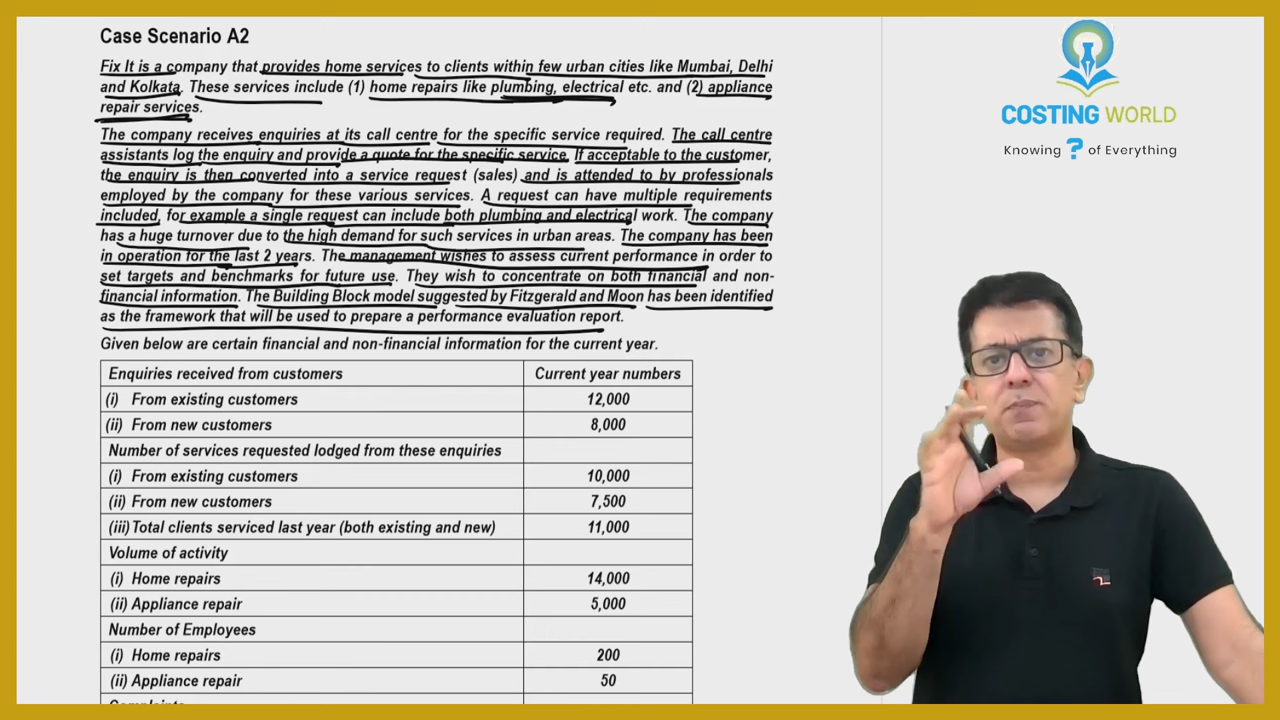 Case Scenario A2
Fix It is a company that provides home services to clients within few urban cities like Mumbai, Delhi
and Kolkata. These services include (1) home repairs like plumbing, electrical etc. and (2) appliance
repair services.
The company receives enquiries at its call centre for the specific service required. The call centre
assistants log the enquiry and provide a quote for the specific service. If acceptable to the customer,
the enquiry is then converted into a service request (sales) and is attended to by professionals
employed by the company for these various services. A request can have multiple requirements
included, for example a single request can include both plumbing and electrical work. The company
has a huge turnover due to the high demand for such services in urban areas. The company has been
in operation for the last 2 years. The management wishes to assess current performance in order to
set targets and benchmarks for future use. They wish to concentrate on both financial and non-
financial information. The Building Block model suggested by Fitzgerald and Moon has been identified
as the framework that will be used to prepare a performance evaluation report.
Given below are certain financial and non-financial information for the current year.
Enquiries received from customers Current year numbers
(i) From existing customers 12,000
(ii) From new customers 8,000
Number of services requested lodged from these enquiries
(i) From existing customers 10,000
(ii) From new customers 7,500
(iii) Total clients serviced last year (both existing and new) 11,000
Volume of activity
(i) Home repairs 14,000
(ii) Appliance repair 5,000
Number of Employees
(i) Home repairs 200
(ii) Appliance repair 50
COSTING WORLD
Knowing ? of Everything